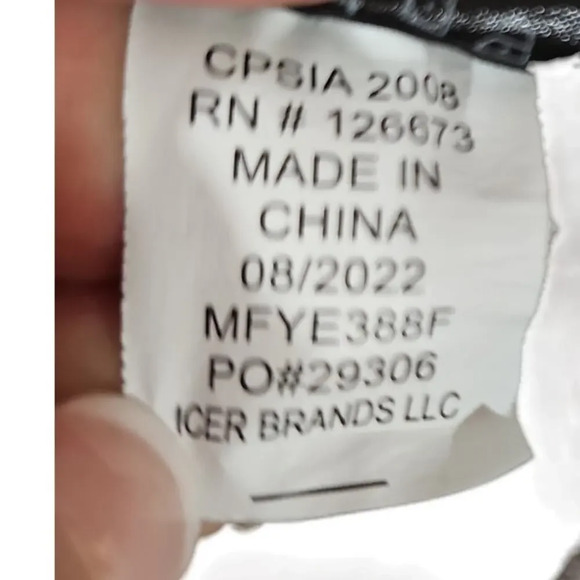 CPSIA 2008
RN # 126673
MADE IN
CHINA
08/2022
MFYE388F
PO#29306
ICER BRANDS LLC